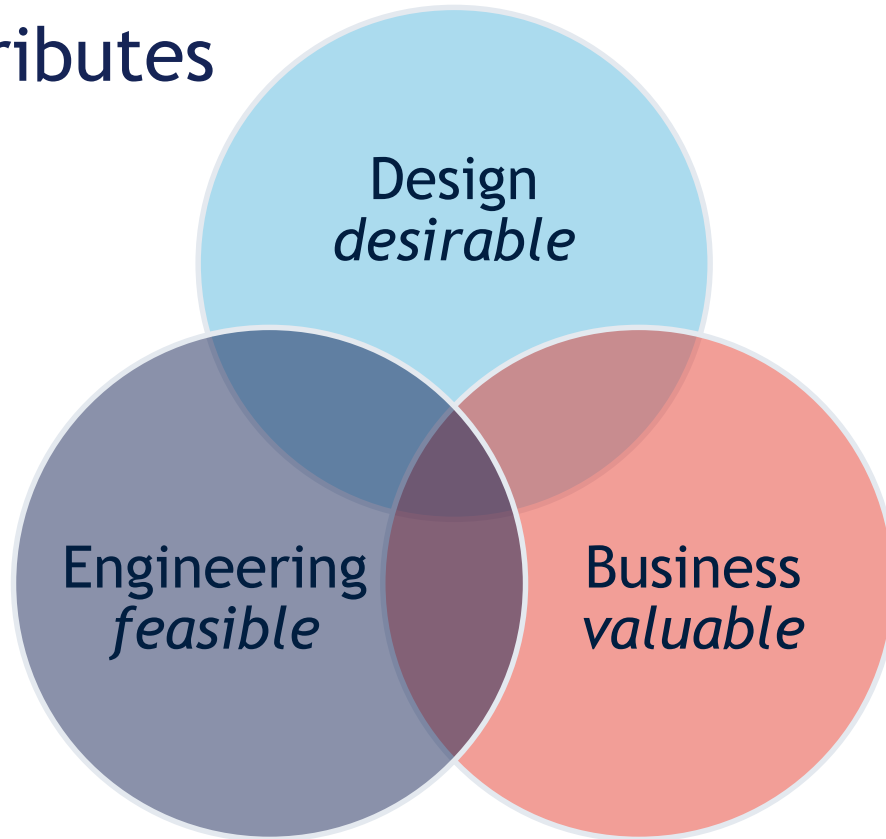 ributes
Design
desirable
Engineering
feasible
Business
valuable